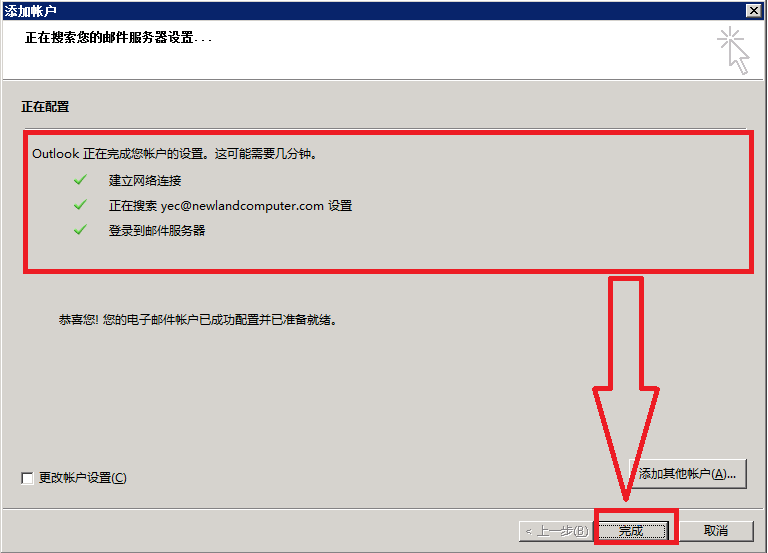 添加帐户
正在搜索您的邮件服务器设置...
正在配置
Outlook 正在完成您帐户的设置。这可能需要几分钟。
建立网络连接
正在搜索 yec@newlandcomputer.com 设置
登录到邮件服务器
恭喜您! 您的电子邮件帐户已成功配置并已准备就绪。
更改帐户设置(C)
添加其他帐户(A)...
< 上一步(B)
完成
取消